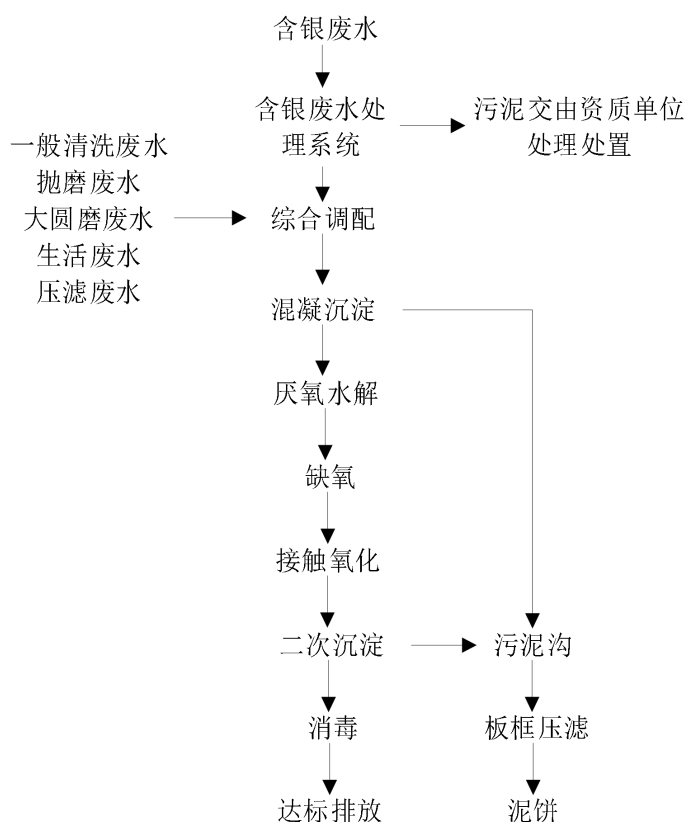 含银废水
含银废水处
理系统
污泥交由资质单位
处理处置
一般清洗废水
抛磨废水
大圆磨废水
生活废水
压滤废水
综合调配
混凝沉淀
厌氧水解
缺氧
接触氧化
二次沉淀
污泥沟
消毒
板框压滤
达标排放
泥饼